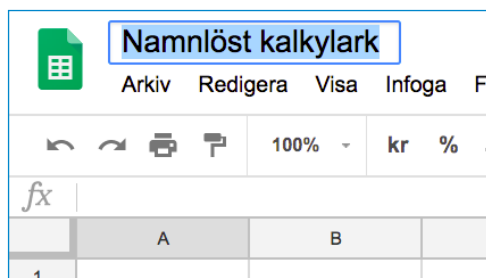 Namnlöst kalkylark
Arkiv Redigera Visa Infoga F
100% kr %
fx
A B
1